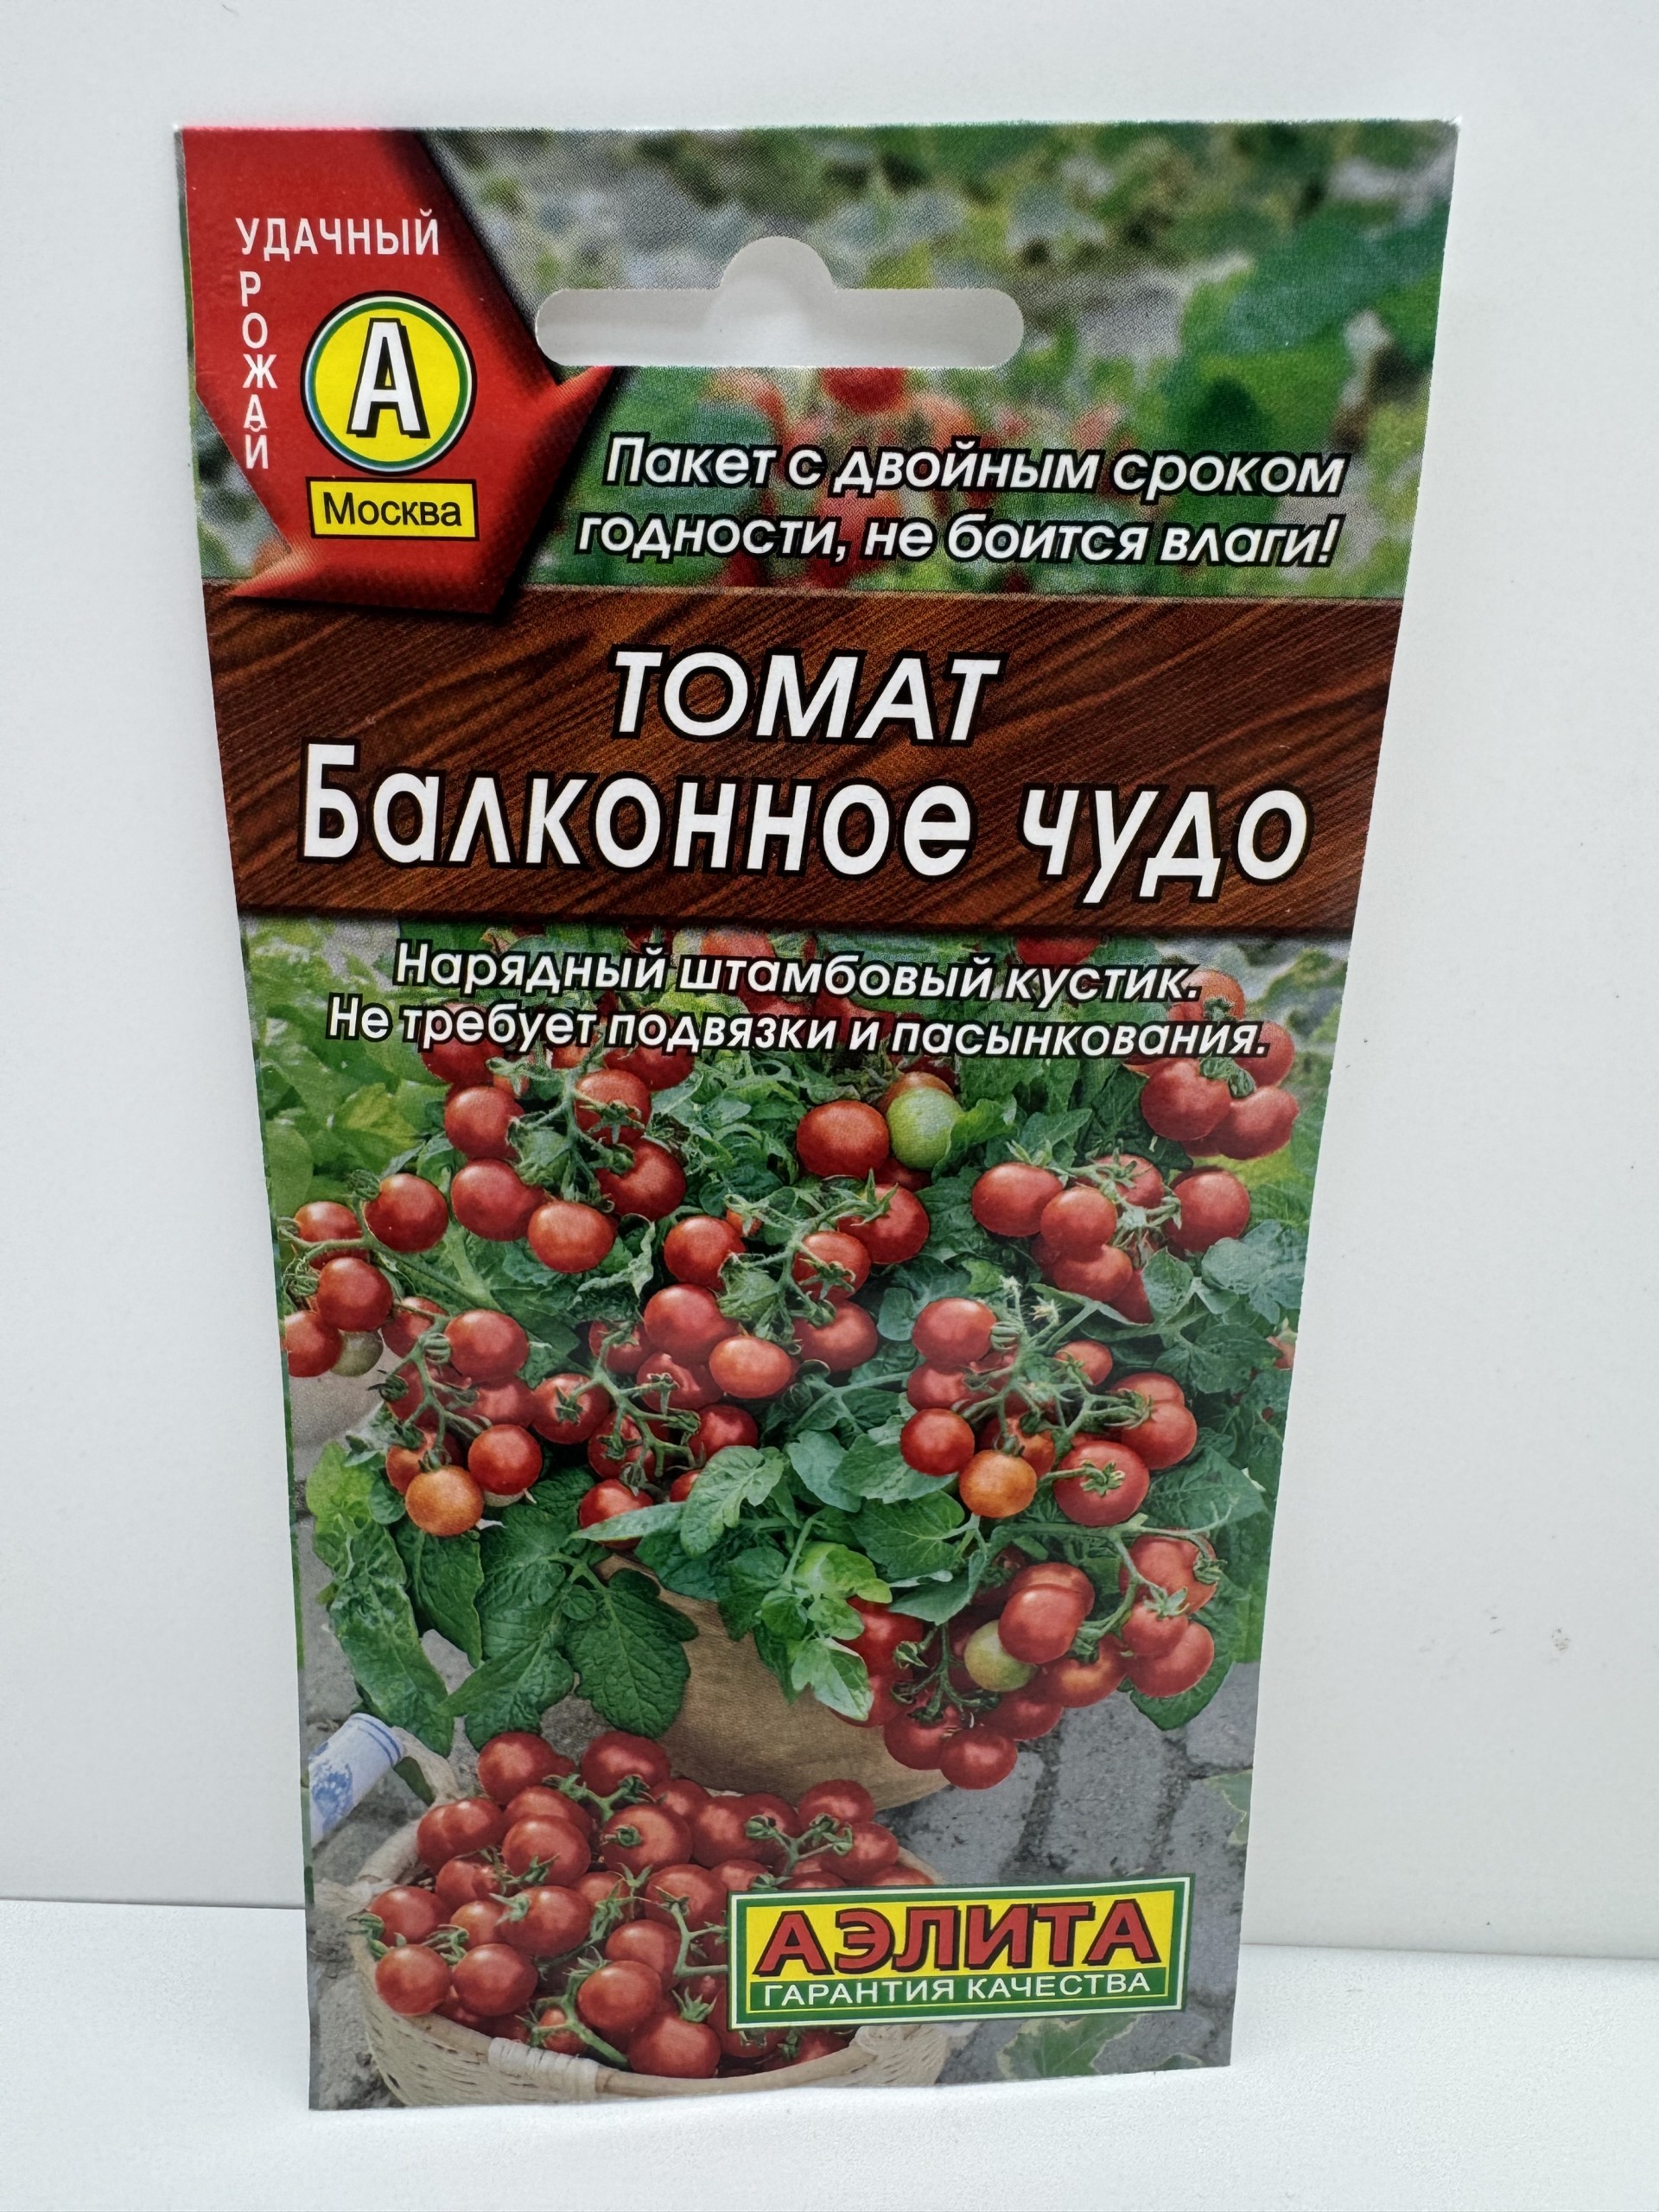 УДАЧНЫЙ
УРОЖАЙ
А
Москва
Пакет с двойным сроком
годности, не боится влаги!
ТОМАТ
Балконное чудо
Нарядный штамбовый кустик.
Не требует подвязки и пасынкования.
АЭЛИТА
ГАРАНТИЯ КАЧЕСТВА